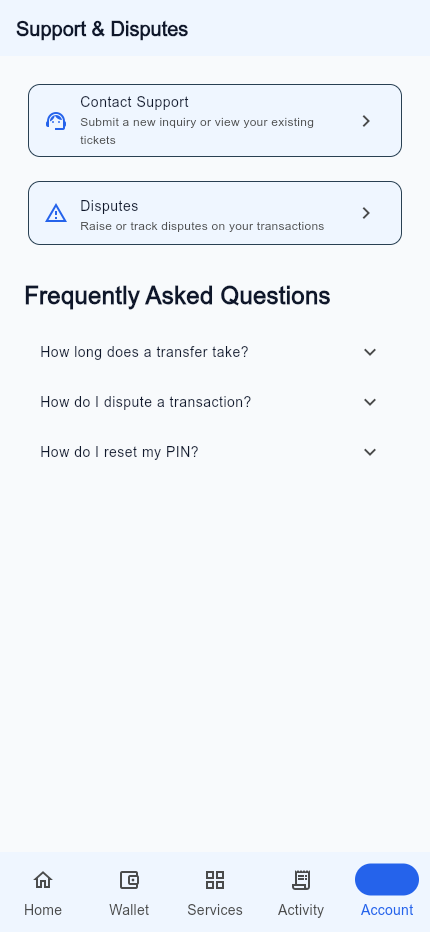 Support & Disputes
Contact Support
Submit a new inquiry or view your existing
tickets
Disputes
Raise or track disputes on your transactions
Frequently Asked Questions
How long does a transfer take?
How do I dispute a transaction?
How do I reset my PIN?
Home
Wallet
Services
Activity
Account